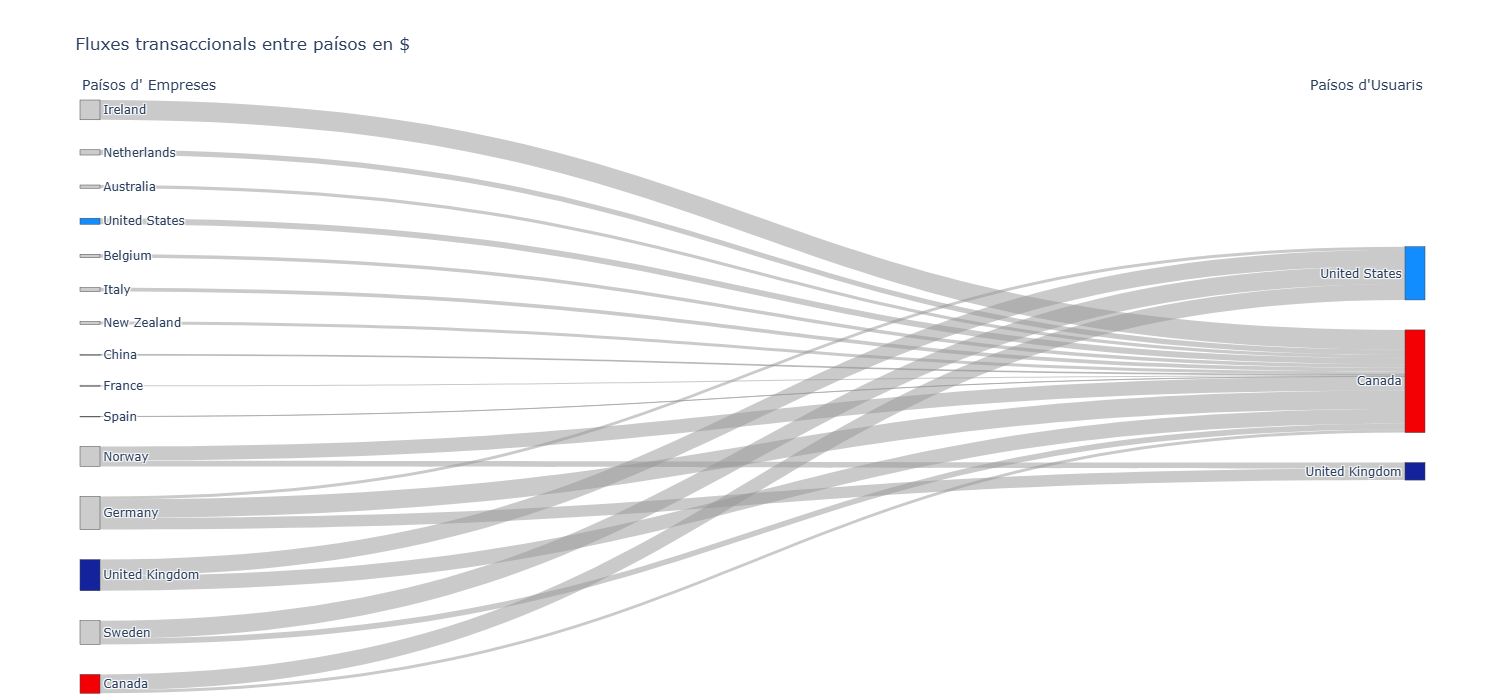 Fluxes transaccionals entre països en $
Països d' Empreses
Països d'Usuaris
Ireland
Netherlands
Australia
United States
Belgium
Italy
New Zealand
China
France
Spain
Norway
Germany
United Kingdom
Sweden
Canada
United States
Canada
United Kingdom